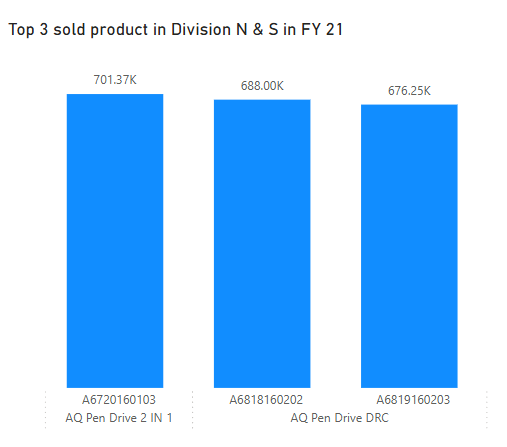 Top 3 sold product in Division N & S in FY 21
701.37K
688.00K
676.25K
A6720160103 A6818160202 A6819160203
AQ Pen Drive 2 IN 1 AQ Pen Drive DRC